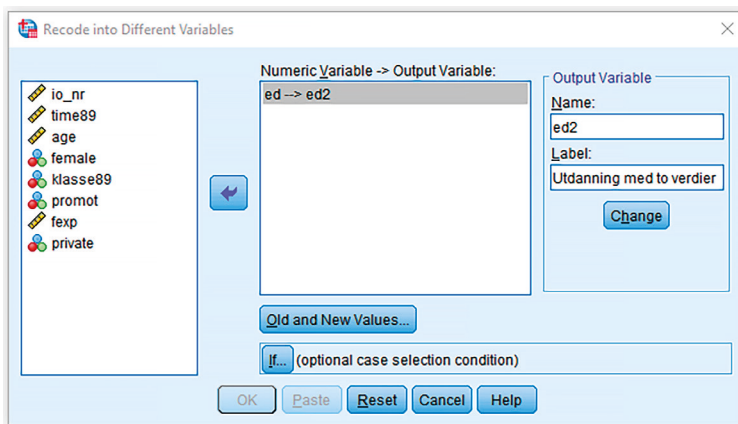 Recode into Different Variables
io_nr
time89
age
female
klasse89
promot
fexp
private
Numeric Variable -> Output Variable:
ed --> ed2
Output Variable
Name:
ed2
Label:
Utdanning med to verdier
Change
Old and New Values...
If... (optional case selection condition)
OK Paste Reset Cancel Help